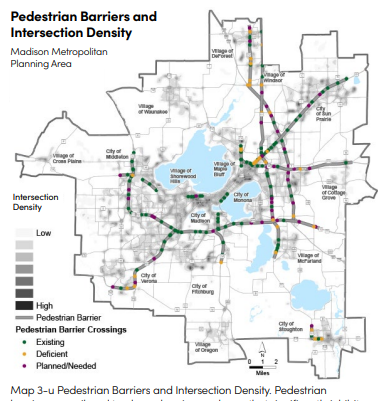 Pedestrian Barriers and
Intersection Density
Madison Metropolitan
Planning Area
Village of
DeForest
Village of
Windsor
City
of Sun
Prairie
Village
of Waunakee
Village of
Cross Plains
City of
Middleton
Village of
Shorewood
Hills
Village of
Maple
Bluff
City of
Monona
Village
of Cottage
Grove
City of
Madison
Village of
McFarland
City of
Verona
City of
Fitchburg
City of
Stoughton
Village
of Oregon
Intersection
Density
Low
High
Pedestrian Barrier
Pedestrian Barrier Crossings
Existing
Deficient
Planned/Needed
N
0 1 2
Miles
Map 3-u Pedestrian Barriers and Intersection Density. Pedestrian